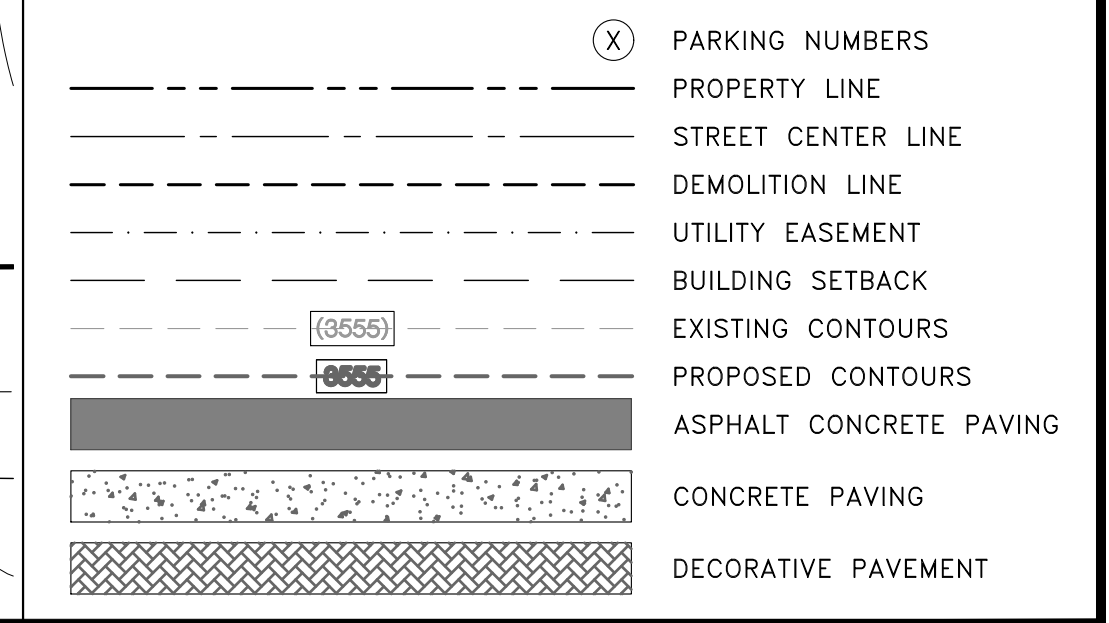 X PARKING NUMBERS
PROPERTY LINE
STREET CENTER LINE
DEMOLITION LINE
UTILITY EASEMENT
BUILDING SETBACK
(3555) EXISTING CONTOURS
3555 PROPOSED CONTOURS
ASPHALT CONCRETE PAVING
CONCRETE PAVING
DECORATIVE PAVEMENT